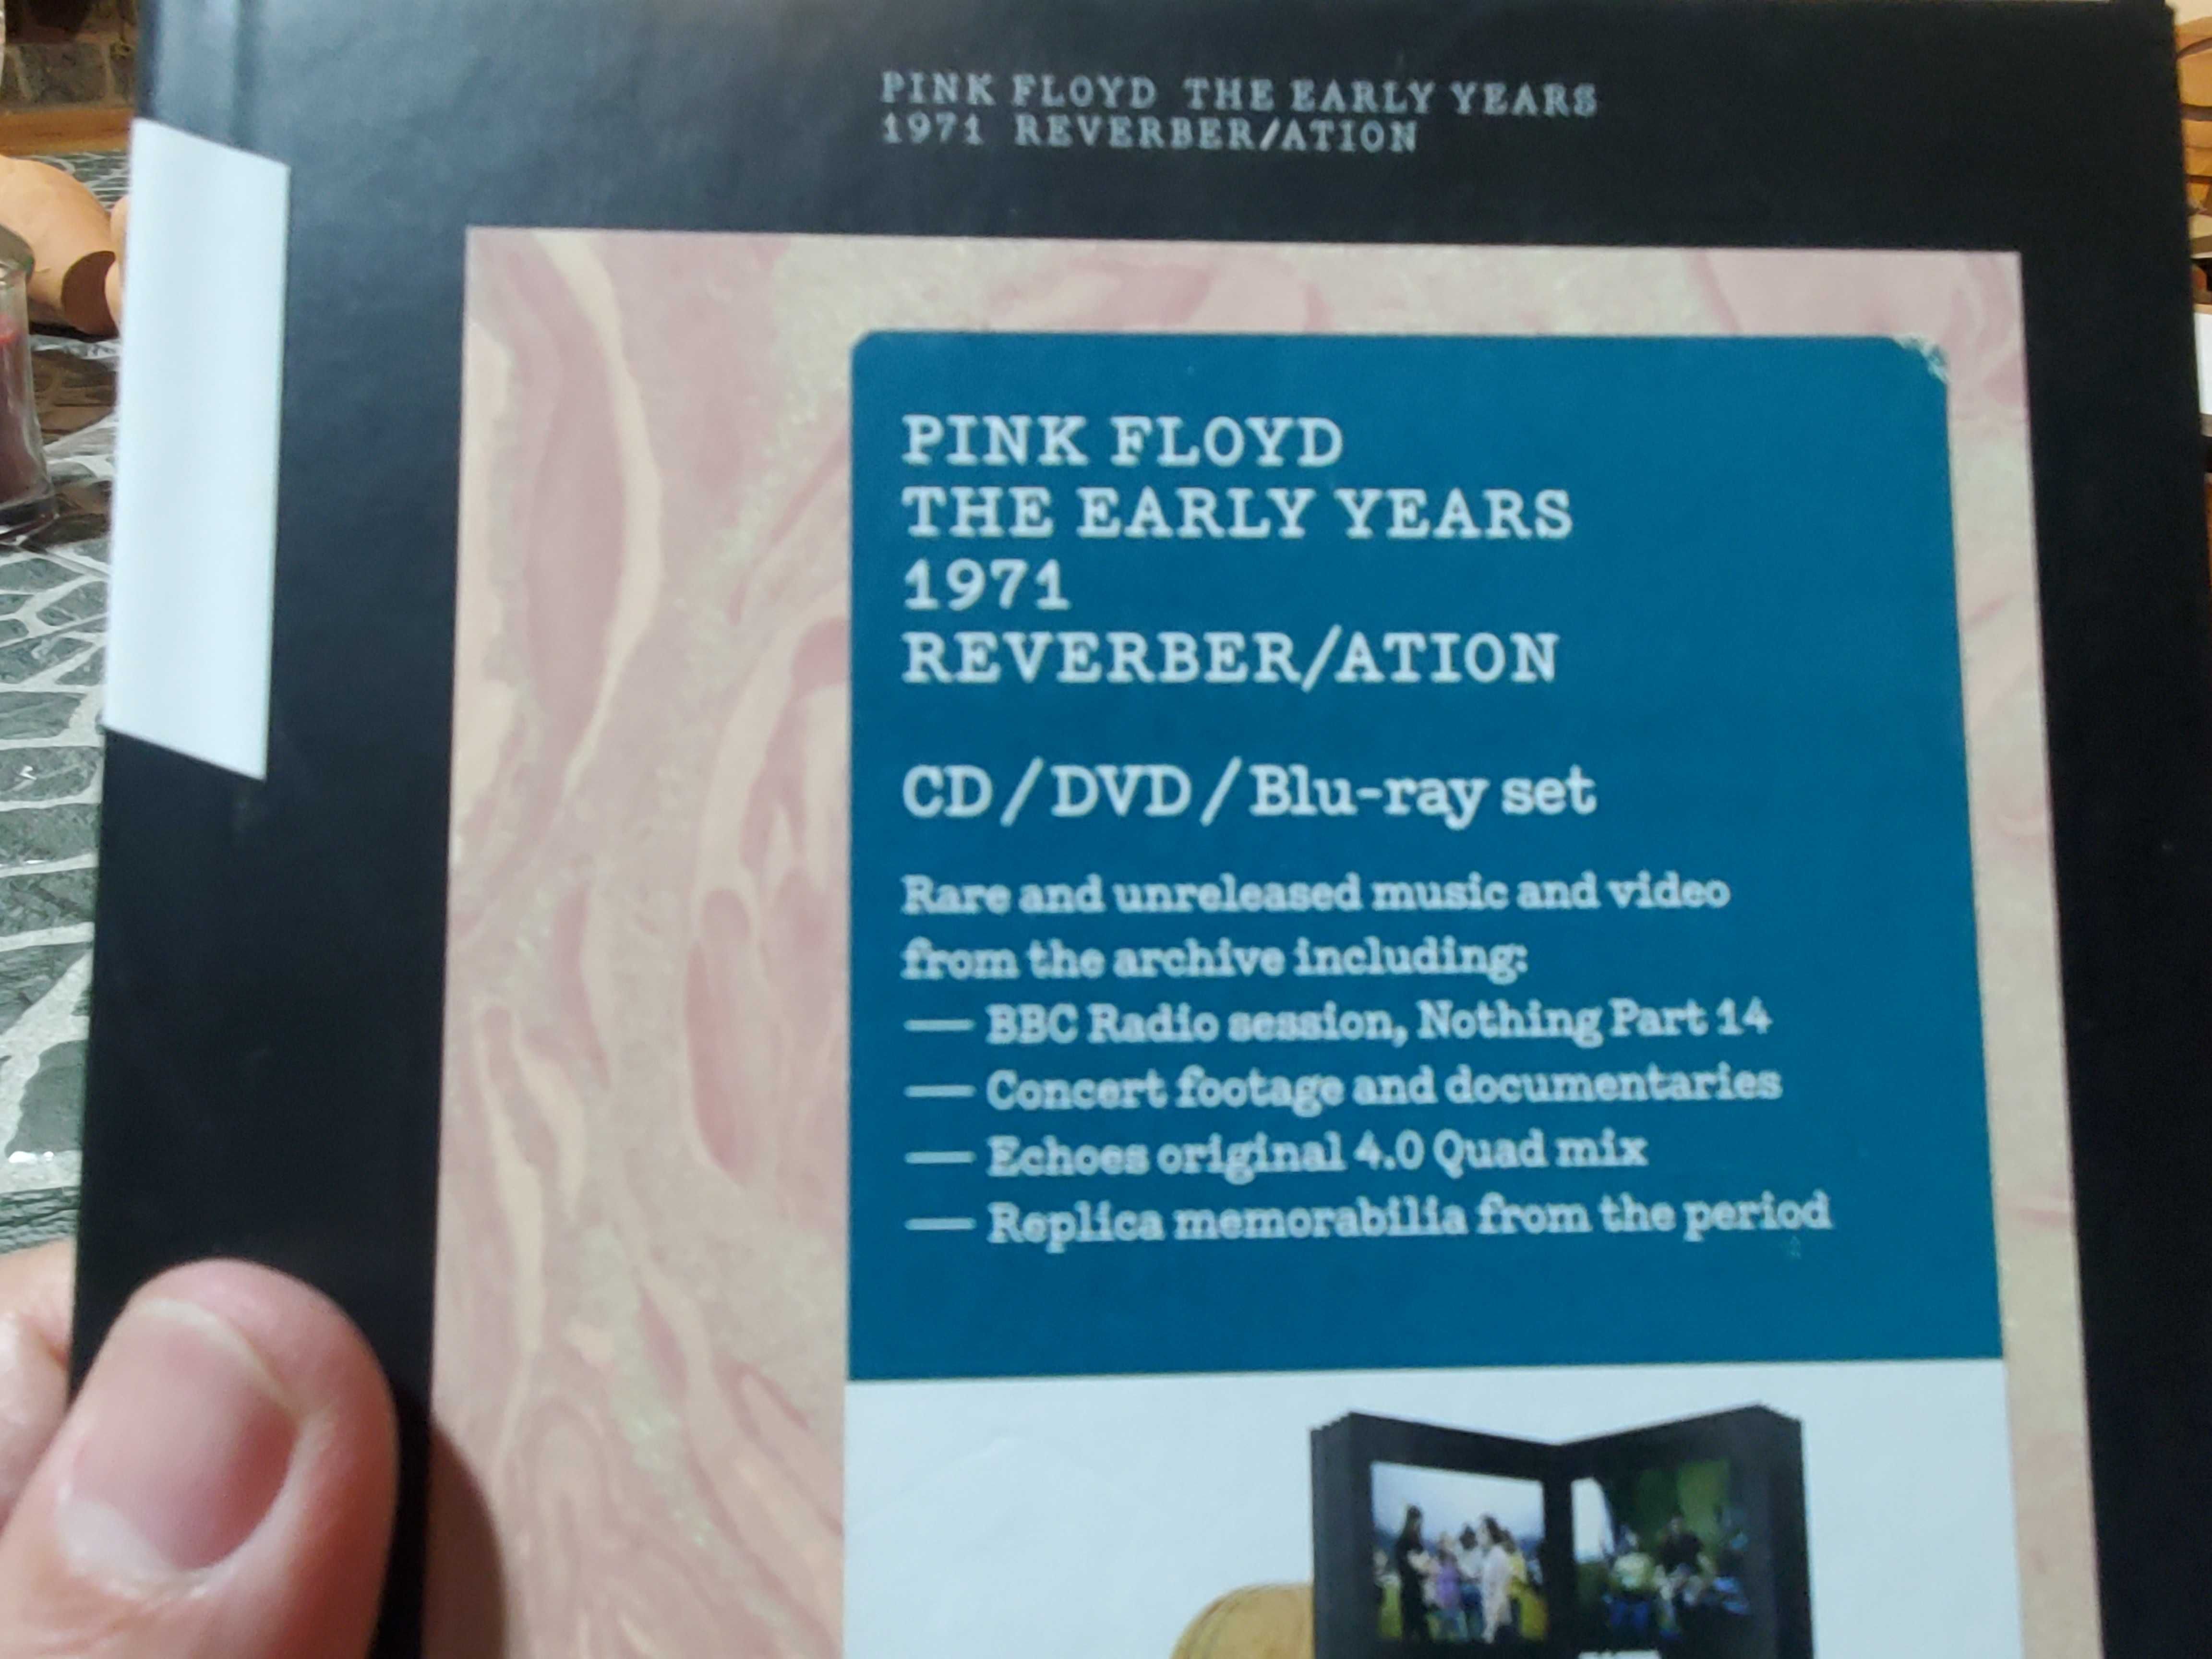 PINK FLOYD THE EARLY YEARS
1971 REVERBER/ATION
PINK FLOYD
THE EARLY YEARS
1971
REVERBER/ATION
CD/DVD/Blu-ray set
Rare and unreleased music and video
from the archive including:
— BBC Radio session, Nothing Part 14
— Concert footage and documentaries
— Echoes original 4.0 Quad mix
— Replica memorabilia from the period